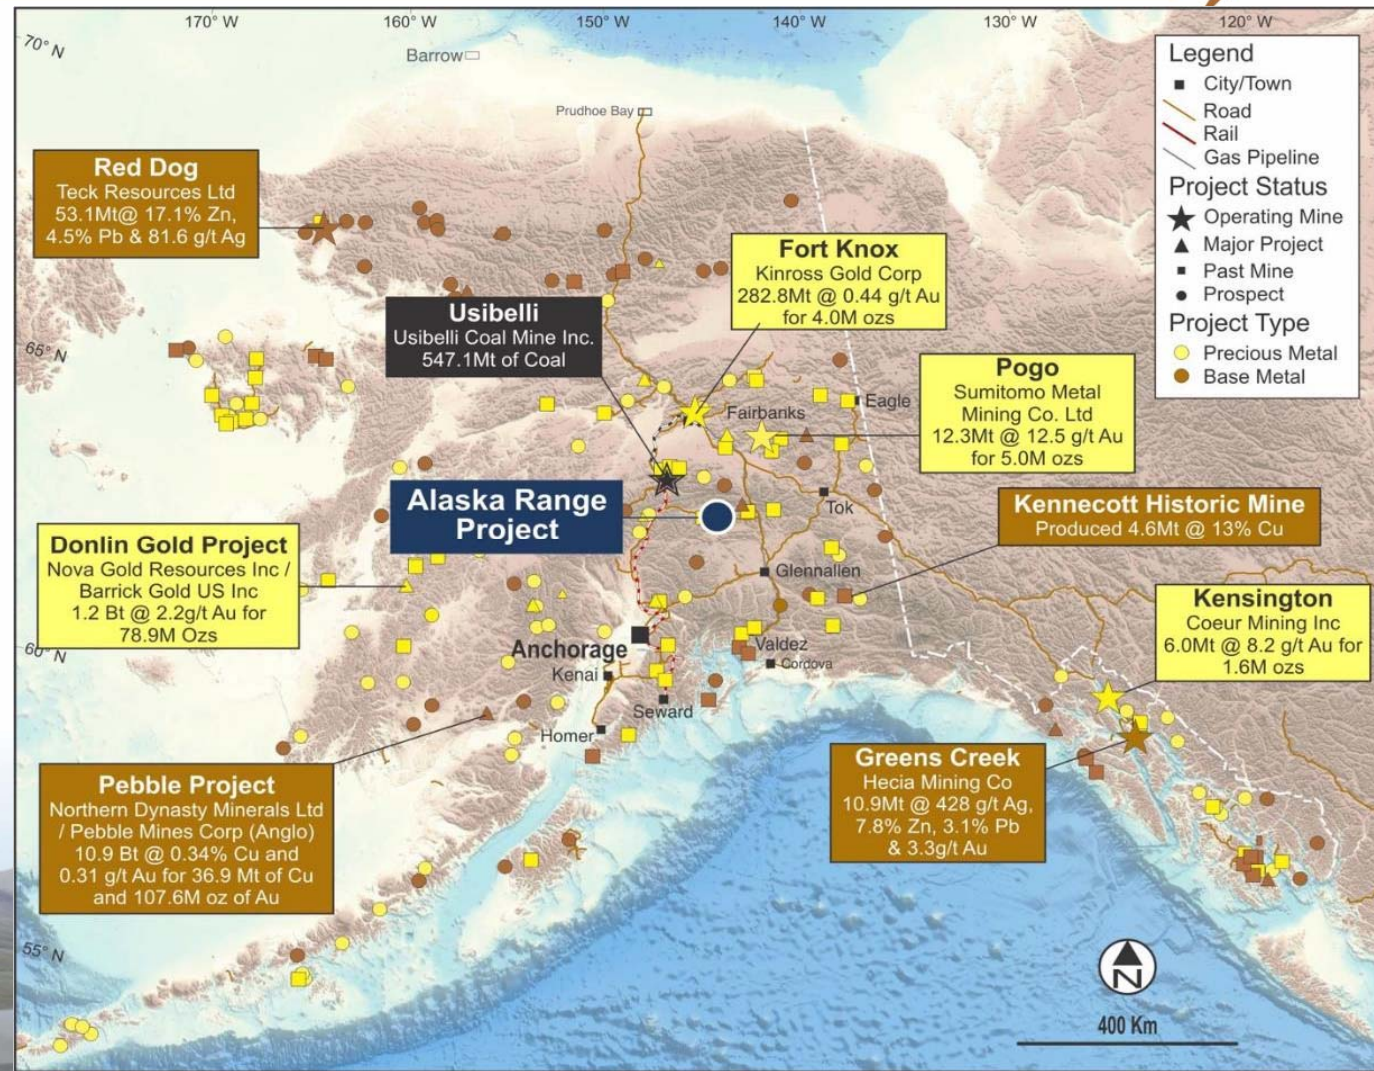 170° W
160° W
150° W
140° W
130° W
120° W
70° N
65° N
60° N
55° N
Barrow
Prudhoe Bay
Legend
City/Town
Road
Rail
Gas Pipeline
Project Status
Operating Mine
Major Project
Past Mine
Prospect
Project Type
Precious Metal
Base Metal
Red Dog
Teck Resources Ltd
53.1Mt@ 17.1% Zn,
4.5% Pb & 81.6 g/t Ag
Fort Knox
Kinross Gold Corp
282.8Mt @ 0.44 g/t Au
for 4.0M ozs
Usibelli
Usibelli Coal Mine Inc.
547.1Mt of Coal
Pogo
Sumitomo Metal
Mining Co. Ltd
12.3Mt @ 12.5 g/t Au
for 5.0M ozs
Fairbanks
Eagle
Alaska Range
Project
Tok
Kennecott Historic Mine
Produced 4.6Mt @ 13% Cu
Donlin Gold Project
Nova Gold Resources Inc /
Barrick Gold US Inc
1.2 Bt @ 2.2g/t Au for
78.9M Ozs
Glennallen
Kensington
Coeur Mining Inc
6.0Mt @ 8.2 g/t Au for
1.6M ozs
Anchorage
Valdez
Cordova
Kenai
Seward
Homer
Pebble Project
Northern Dynasty Minerals Ltd
/ Pebble Mines Corp (Anglo)
10.9 Bt @ 0.34% Cu and
0.31 g/t Au for 36.9 Mt of Cu
and 107.6M oz of Au
Greens Creek
Hecia Mining Co
10.9Mt @ 428 g/t Ag,
7.8% Zn, 3.1% Pb
& 3.3g/t Au
N
400 Km